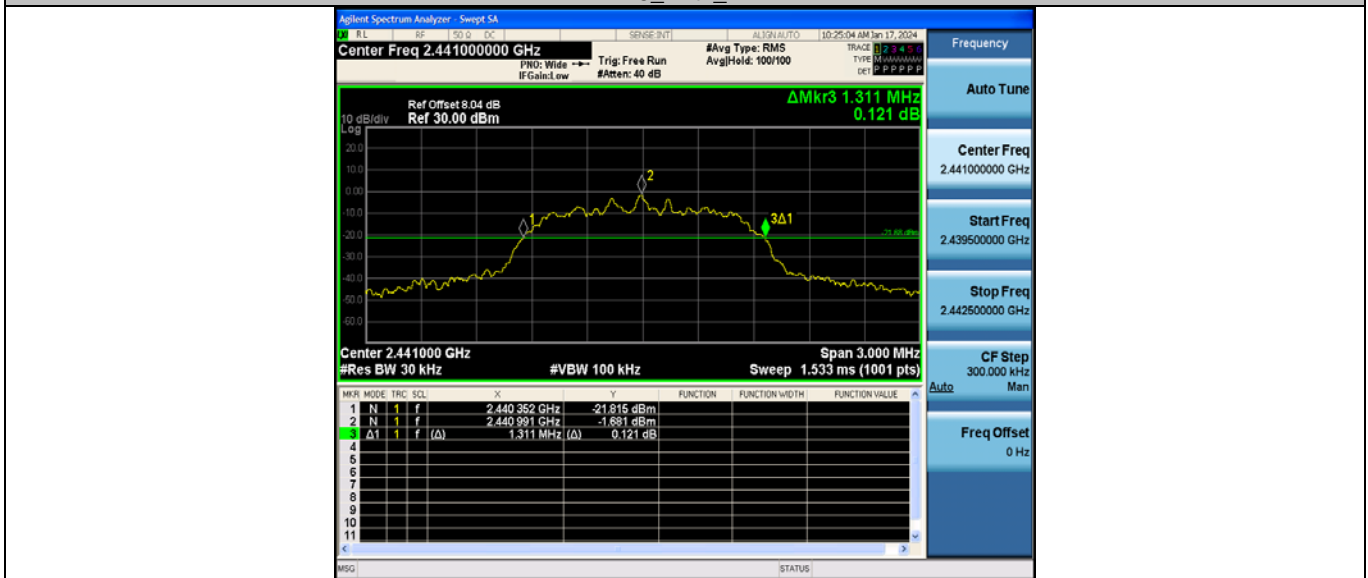 Agilent Spectrum Analyzer - Swept SA
RL RF 50 Ω DC SENSE:INT ALIGN AUTO 10:25:04 AM Jan 17, 2024
Center Freq 2.441000000 GHz
PNO: Wide
IFGain:Low
Trig: Free Run
#Atten: 40 dB
#Avg Type: RMS
Avg|Hold: 100/100
TRACE 1 2 3 4 5 6
TYPE M
DET P P P P P P
Frequency
ΔMkr3 1.311 MHz
0.121 dB
Ref Offset 8.04 dB
10 dB/div Ref 30.00 dBm
Log
20.0
10.0
0.00
-10.0
-20.0
-30.0
-40.0
-50.0
-60.0
1
2
3Δ1
-21.68 dBm
Center 2.441000 GHz Span 3.000 MHz
#Res BW 30 kHz #VBW 100 kHz Sweep 1.533 ms (1001 pts)
MKR MODE TRC SCL X Y FUNCTION FUNCTION WIDTH FUNCTION VALUE
1 N 1 f 2.440 352 GHz -21.815 dBm
2 N 1 f 2.440 991 GHz -1.681 dBm
3 Δ1 1 f (Δ) 1.311 MHz (Δ) 0.121 dB
4
5
6
7
8
9
10
11
MSG STATUS
Auto Tune
Center Freq
2.441000000 GHz
Start Freq
2.439500000 GHz
Stop Freq
2.442500000 GHz
CF Step
300.000 kHz
Auto Man
Freq Offset
0 Hz